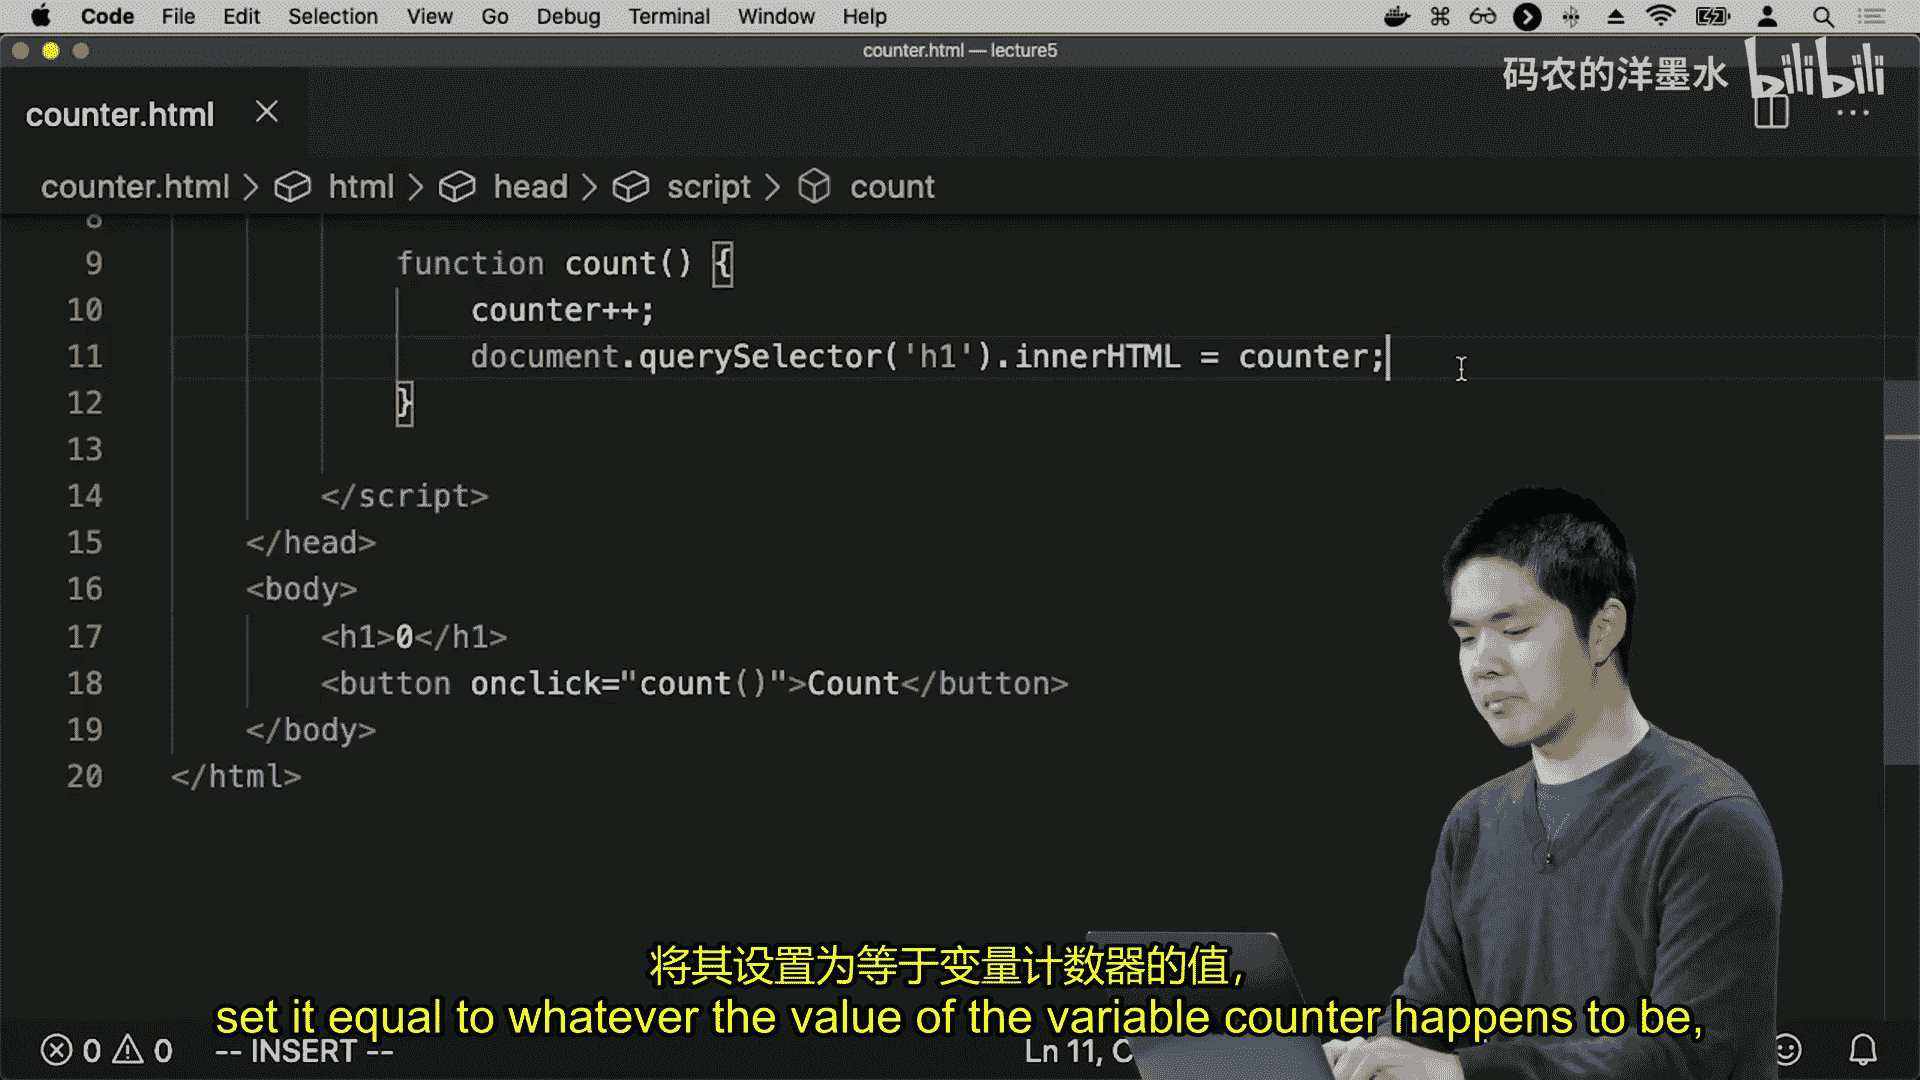 Code File Edit Selection View Go Debug Terminal Window Help
counter.html — lecture5
码农的洋墨水 bilibili
counter.html
counter.html > html > head > script > count
8
9 function count() {
10 counter++;
11 document.querySelector('h1').innerHTML = counter;
12 }
13
14 </script>
15 </head>
16 <body>
17 <h1>0</h1>
18 <button onclick="count()">Count</button>
19 </body>
20 </html>
将其设置为等于变量计数器的值，
set it equal to whatever the value of the variable counter happens to be,
0 0 -- INSERT -- Ln 11, C